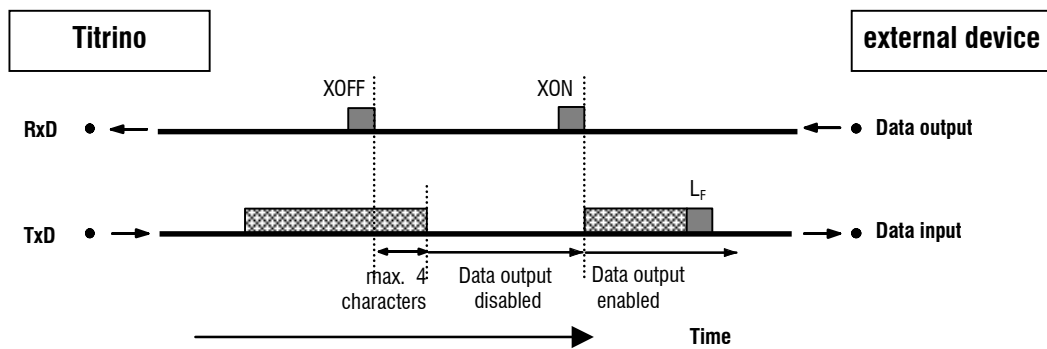 Titrino
external device
XOFF
XON
RxD
Data output
L_F
TxD
Data input
max. 4
characters
Data output
disabled
Data output
enabled
Time